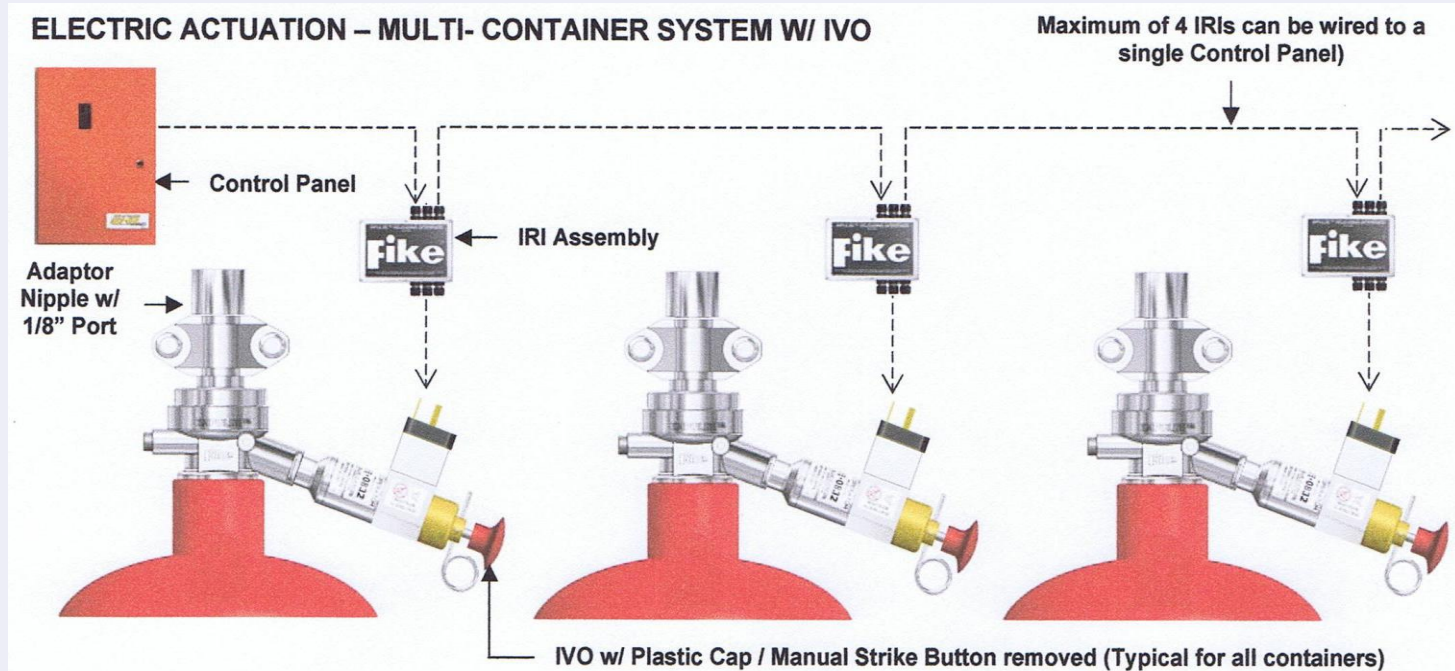 ELECTRIC ACTUATION – MULTI- CONTAINER SYSTEM W/ IVO
Maximum of 4 IRIs can be wired to a
single Control Panel)
Control Panel
IRI Assembly
Fike
Fike
Fike
Adaptor
Nipple w/
1/8" Port
IVO w/ Plastic Cap / Manual Strike Button removed (Typical for all containers)